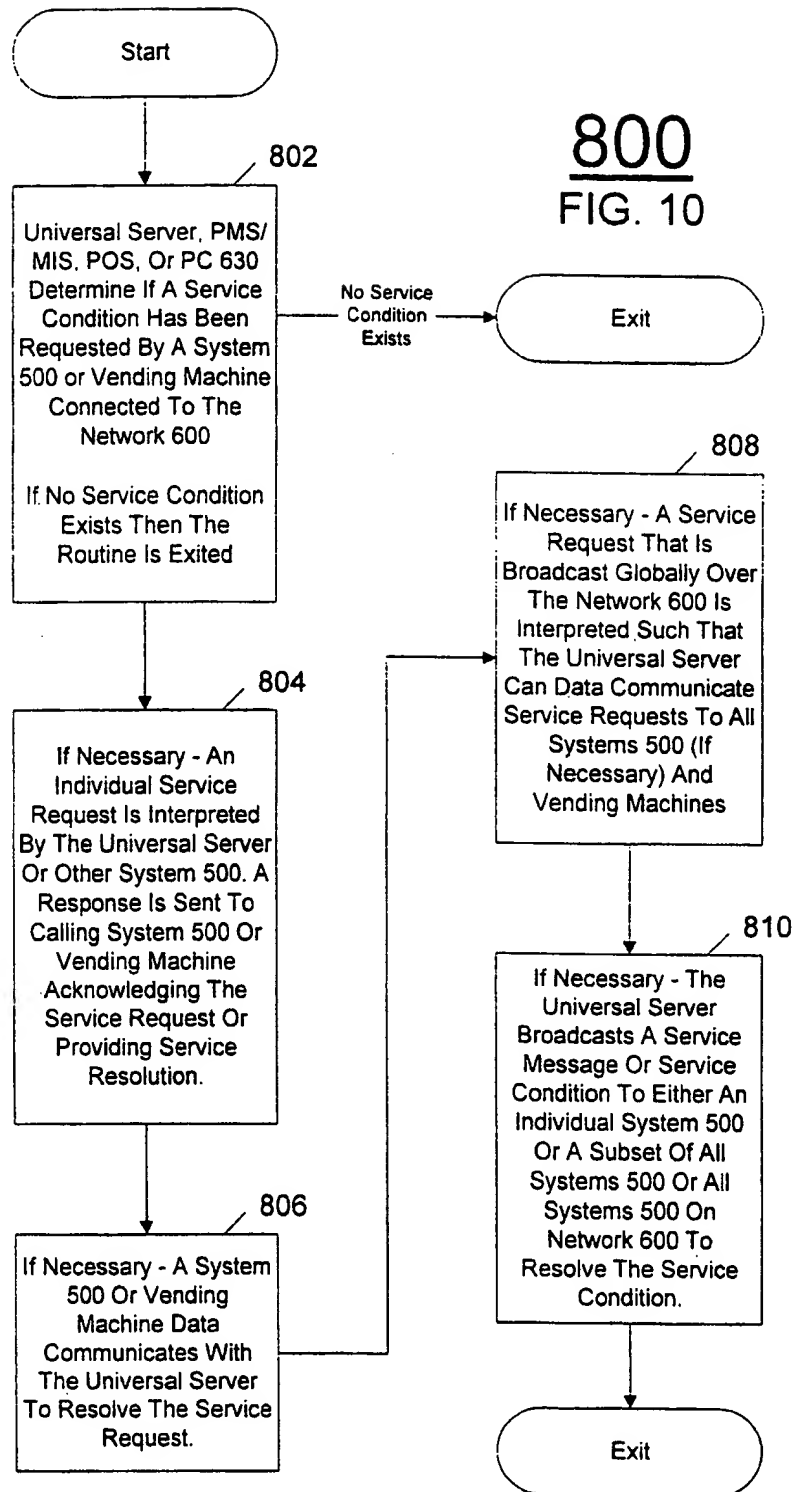 Start
800
FIG. 10
802
Universal Server, PMS/
MIS, POS, Or PC 630
Determine If A Service
Condition Has Been
Requested By A System
500 or Vending Machine
Connected To The
Network 600
If No Service Condition
Exists Then The
Routine Is Exited
No Service
Condition
Exists
Exit
804
If Necessary - An
Individual Service
Request Is Interpreted
By The Universal Server
Or Other System 500. A
Response Is Sent To
Calling System 500 Or
Vending Machine
Acknowledging The
Service Request Or
Providing Service
Resolution.
806
If Necessary - A System
500 Or Vending
Machine Data
Communicates With
The Universal Server
To Resolve The Service
Request.
808
If Necessary - A Service
Request That Is
Broadcast Globally Over
The Network 600 Is
Interpreted Such That
The Universal Server
Can Data Communicate
Service Requests To All
Systems 500 (If
Necessary) And
Vending Machines
810
If Necessary - The
Universal Server
Broadcasts A Service
Message Or Service
Condition To Either An
Individual System 500
Or A Subset Of All
Systems 500 Or All
Systems 500 On
Network 600 To
Resolve The Service
Condition.
Exit